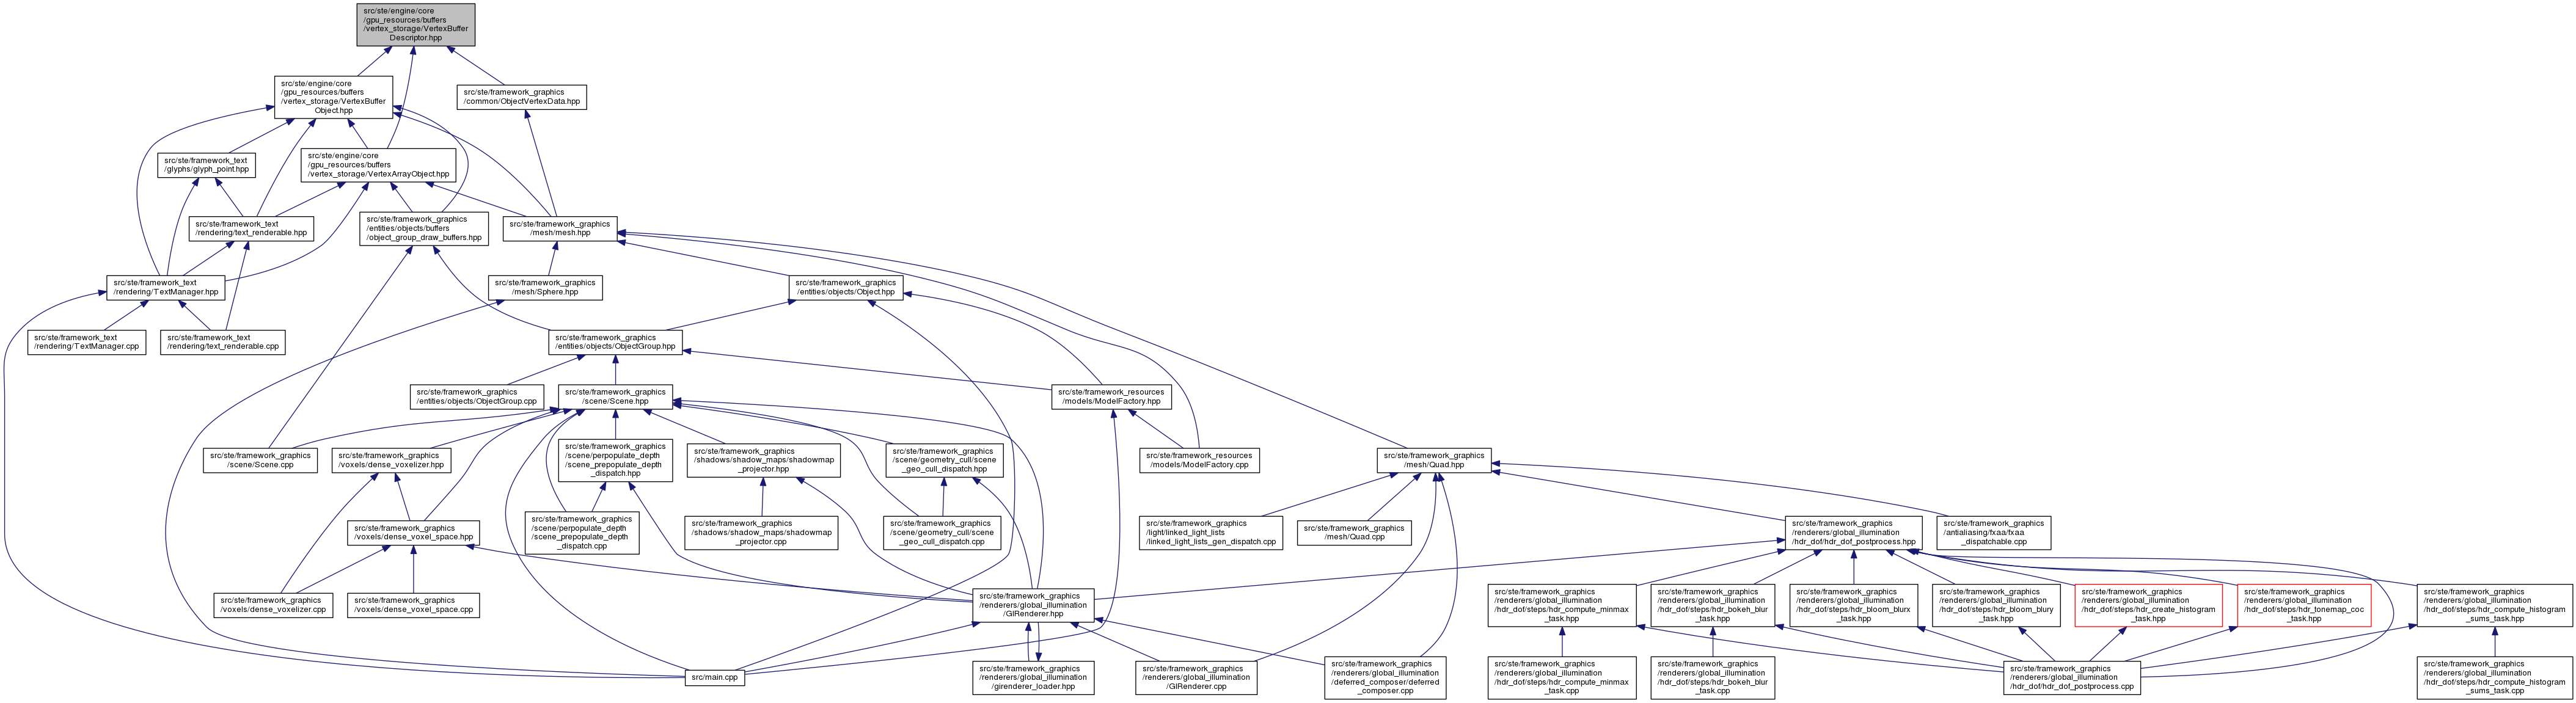 src/ste/engine/core
/gpu_resources/buffers
/vertex_storage/VertexBuffer
Descriptor.hpp
src/ste/engine/core
/gpu_resources/buffers
/vertex_storage/VertexBuffer
Object.hpp
src/ste/framework_graphics
/common/ObjectVertexData.hpp
src/ste/framework_text
/glyphs/glyph_point.hpp
src/ste/engine/core
/gpu_resources/buffers
/vertex_storage/VertexArrayObject.hpp
src/ste/framework_text
/rendering/text_renderable.hpp
src/ste/framework_graphics
/entities/objects/buffers
/object_group_draw_buffers.hpp
src/ste/framework_graphics
/mesh/mesh.hpp
src/ste/framework_text
/rendering/TextManager.hpp
src/ste/framework_graphics
/mesh/Sphere.hpp
src/ste/framework_graphics
/entities/objects/Object.hpp
src/ste/framework_text
/rendering/TextManager.cpp
src/ste/framework_text
/rendering/text_renderable.cpp
src/ste/framework_graphics
/entities/objects/ObjectGroup.hpp
src/ste/framework_graphics
/entities/objects/ObjectGroup.cpp
src/ste/framework_graphics
/scene/Scene.hpp
src/ste/framework_resources
/models/ModelFactory.hpp
src/ste/framework_graphics
/scene/Scene.cpp
src/ste/framework_graphics
/voxels/dense_voxelizer.hpp
src/ste/framework_graphics
/scene/perpopulate_depth
/scene_prepopulate_depth
_dispatch.hpp
src/ste/framework_graphics
/shadows/shadow_maps/shadowmap
_projector.hpp
src/ste/framework_graphics
/scene/geometry_cull/scene
_geo_cull_dispatch.hpp
src/ste/framework_resources
/models/ModelFactory.cpp
src/ste/framework_graphics
/mesh/Quad.hpp
src/ste/framework_graphics
/voxels/dense_voxel_space.hpp
src/ste/framework_graphics
/scene/perpopulate_depth
/scene_prepopulate_depth
_dispatch.cpp
src/ste/framework_graphics
/shadows/shadow_maps/shadowmap
_projector.cpp
src/ste/framework_graphics
/scene/geometry_cull/scene
_geo_cull_dispatch.cpp
src/ste/framework_graphics
/light/linked_light_lists
/linked_light_lists_gen_dispatch.cpp
src/ste/framework_graphics
/mesh/Quad.cpp
src/ste/framework_graphics
/renderers/global_illumination
/hdr_dof/hdr_dof_postprocess.hpp
src/ste/framework_graphics
/antialiasing/fxaa/fxaa
_dispatchable.cpp
src/ste/framework_graphics
/voxels/dense_voxelizer.cpp
src/ste/framework_graphics
/voxels/dense_voxel_space.cpp
src/ste/framework_graphics
/renderers/global_illumination
/GIRenderer.hpp
src/ste/framework_graphics
/renderers/global_illumination
/hdr_dof/steps/hdr_compute_minmax
_task.hpp
src/ste/framework_graphics
/renderers/global_illumination
/hdr_dof/steps/hdr_bokeh_blur
_task.hpp
src/ste/framework_graphics
/renderers/global_illumination
/hdr_dof/steps/hdr_bloom_blurx
_task.hpp
src/ste/framework_graphics
/renderers/global_illumination
/hdr_dof/steps/hdr_bloom_blury
_task.hpp
src/ste/framework_graphics
/renderers/global_illumination
/hdr_dof/steps/hdr_create_histogram
_task.hpp
src/ste/framework_graphics
/renderers/global_illumination
/hdr_dof/steps/hdr_tonemap_coc
_task.hpp
src/ste/framework_graphics
/renderers/global_illumination
/hdr_dof/steps/hdr_compute_histogram
_sums_task.hpp
src/main.cpp
src/ste/framework_graphics
/renderers/global_illumination
/girenderer_loader.hpp
src/ste/framework_graphics
/renderers/global_illumination
/GIRenderer.cpp
src/ste/framework_graphics
/renderers/global_illumination
/deferred_composer/deferred
_composer.cpp
src/ste/framework_graphics
/renderers/global_illumination
/hdr_dof/steps/hdr_compute_minmax
_task.cpp
src/ste/framework_graphics
/renderers/global_illumination
/hdr_dof/steps/hdr_bokeh_blur
_task.cpp
src/ste/framework_graphics
/renderers/global_illumination
/hdr_dof/hdr_dof_postprocess.cpp
src/ste/framework_graphics
/renderers/global_illumination
/hdr_dof/steps/hdr_compute_histogram
_sums_task.cpp